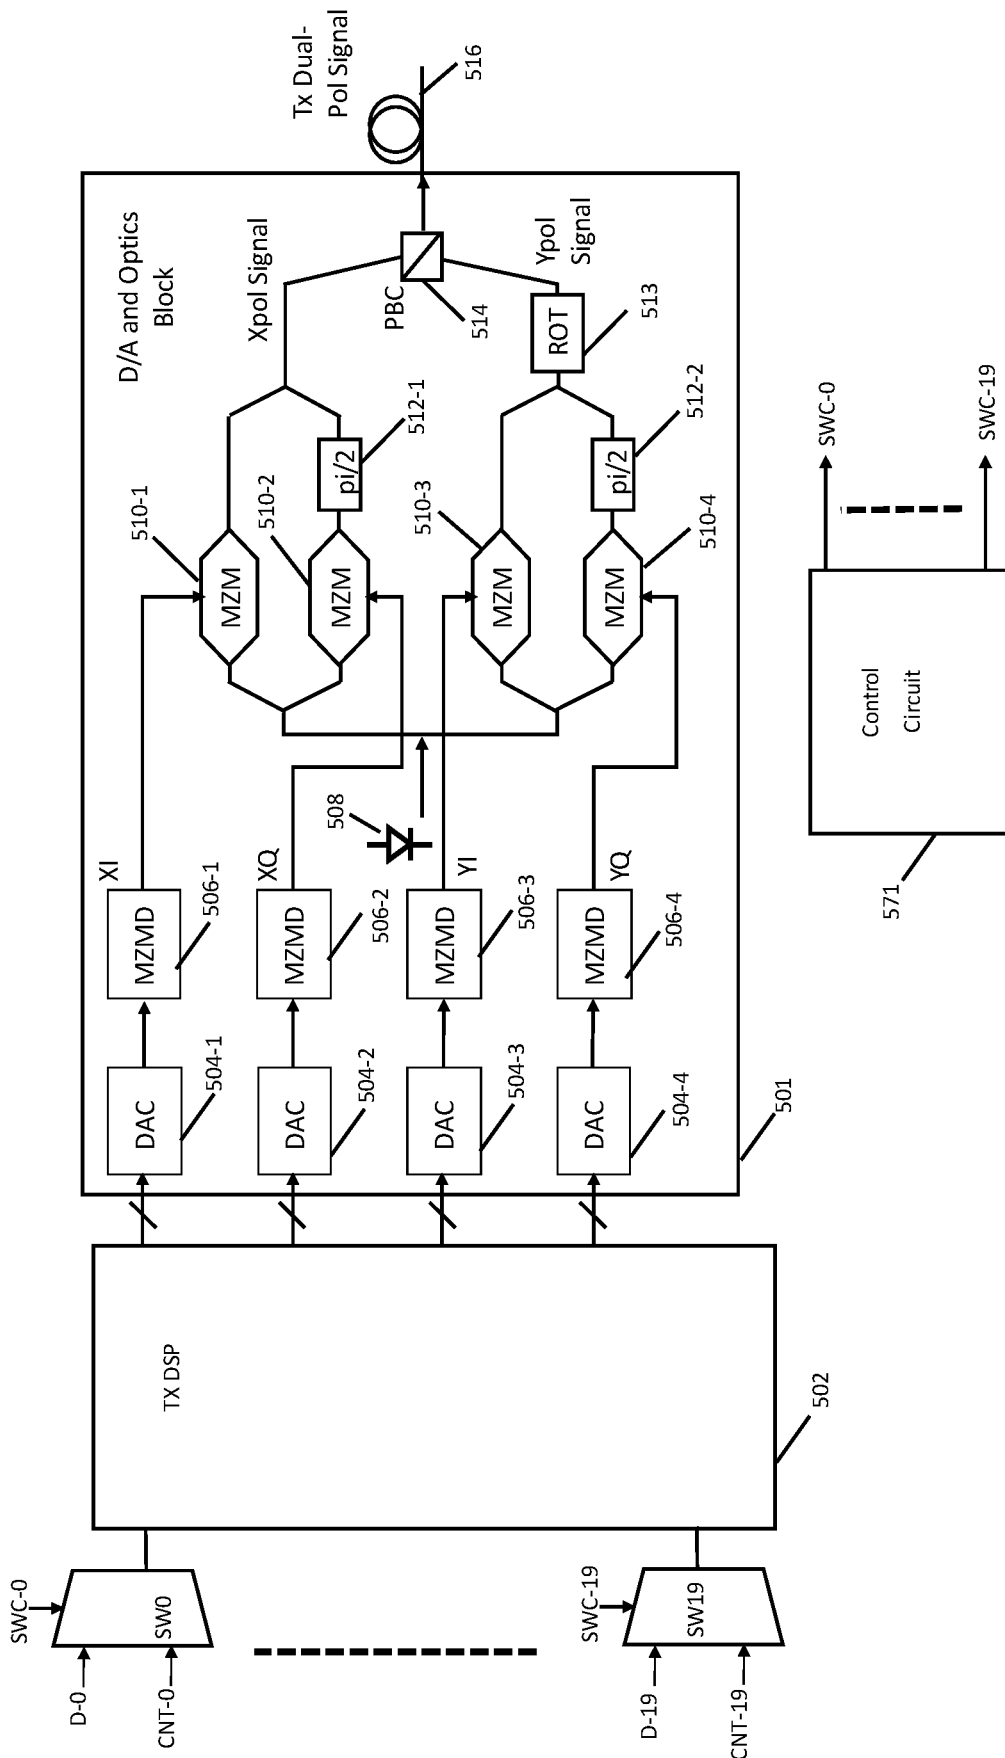 SWC-0
D-0
CNT-0
SW0
SWC-19
D-19
CNT-19
SW19
TX DSP
502
D/A and Optics
Block
501
DAC
504-1
DAC
504-2
DAC
504-3
DAC
504-4
MZMD
506-1
XI
MZMD
506-2
XQ
MZMD
506-3
YI
MZMD
506-4
YQ
508
MZM
510-1
MZM
510-2
MZM
510-3
MZM
510-4
pi/2
512-1
pi/2
512-2
Xpol Signal
ROT
513
Ypol
Signal
PBC
514
Tx Dual-
Pol Signal
516
Control
Circuit
571
SWC-0
SWC-19